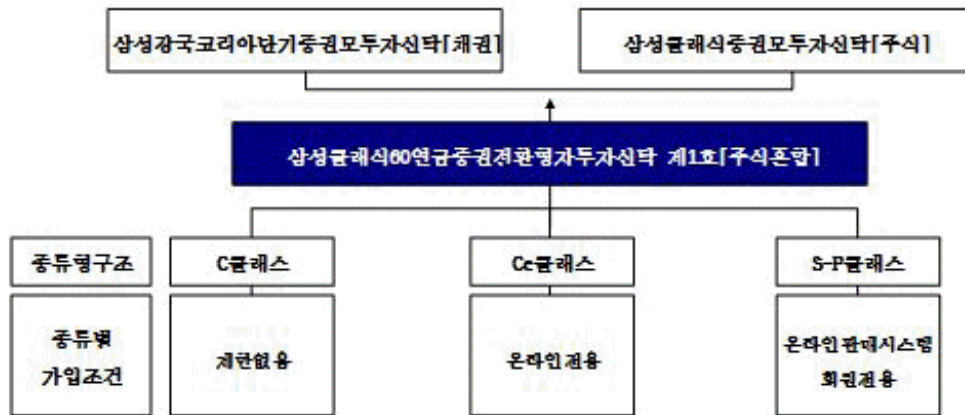 삼성강국코리아단기증권모투자신탁[채권]
삼성클래식증권모투자신탁[주식]
삼성클래식60연금증권전환형자투자신탁 제1호[주식혼합]
종류형구조
C클래스
Ce클래스
S-P클래스
종류별
가입조건
제한없음
온라인전용
온라인판매시스템
회원전용